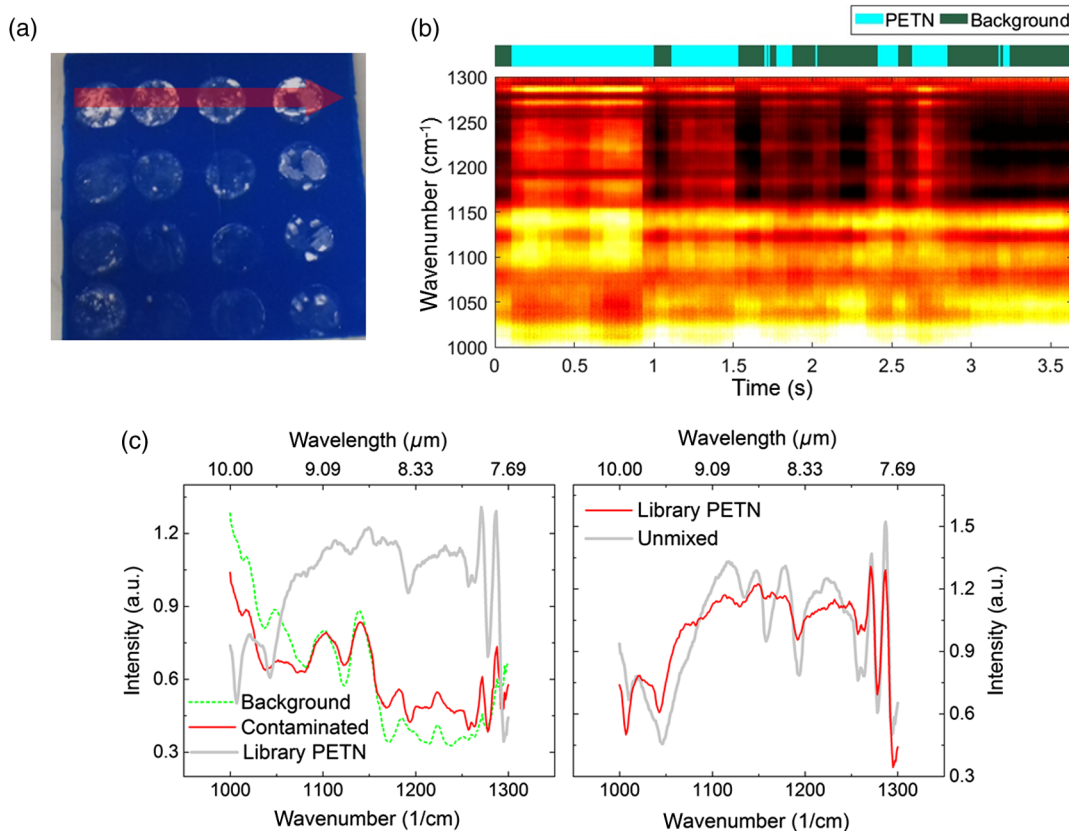 (a)
(b)
PETN Background
1300
1250
1200
1150
1100
1050
1000
Wavenumber (cm⁻¹)
0 0.5 1 1.5 2 2.5 3 3.5
Time (s)
(c)
Wavelength (µm)
10.00 9.09 8.33 7.69
1.2
0.9
0.6
0.3
Intensity (a.u.)
Background
Contaminated
Library PETN
1000 1100 1200 1300
Wavenumber (1/cm)
Wavelength (µm)
10.00 9.09 8.33 7.69
Library PETN
Unmixed
1.5
1.2
0.9
0.6
0.3
Intensity (a.u.)
1000 1100 1200 1300
Wavenumber (1/cm)